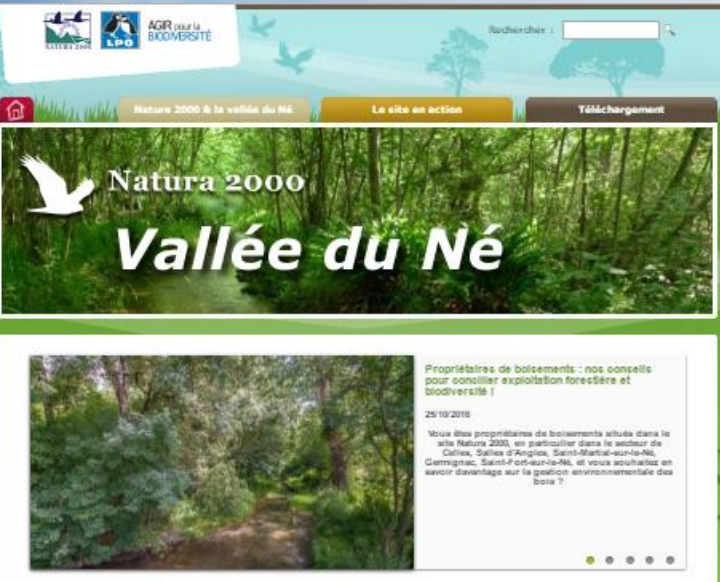 NATURA 2000
LPO
AGIR pour la
BIODIVERSITÉ
Rechercher :
Natura 2000 & la vallée du Né
Le site en action
Téléchargement
Natura 2000
Vallée du Né
Propriétaires de boisements : nos conseils
pour concilier exploitation forestière et
biodiversité !
25/10/2016
Vous êtes propriétaires de boisements situés dans le
site Natura 2000, en particulier dans le secteur de
Celles, Salles d'Angles, Saint-Martial-sur-le-Né,
Germignac, Saint-Fort-sur-le-Né, et vous souhaitez en
savoir davantage sur la gestion environnementale des
bois ?